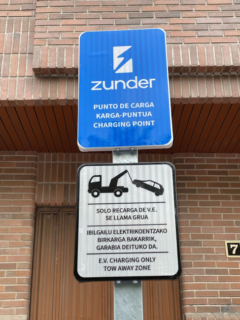 zunder
PUNTO DE CARGA
KARGA-PUNTUA
CHARGING POINT
SOLO RECARGA DE V.E.
SE LLAMA GRUA
IBILGAILU ELEKTRIKOENTZAKO
BIRKARGA BAKARRIK,
GARABIA DEITUKO DA.
E.V. CHARGING ONLY
TOW AWAY ZONE
7